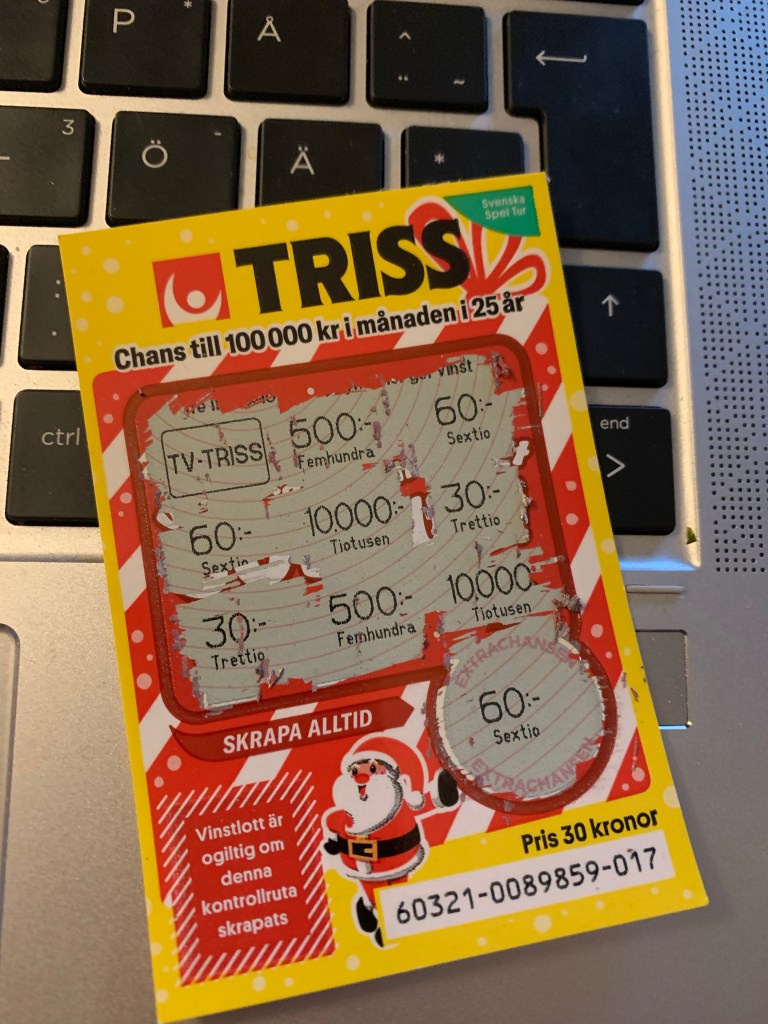 P *
Å
^
¨ ~
3
Ö -
Ä
*
Svenska
Spel Tur
TRISS
Chans till 100 000 kr i månaden i 25 år
vinst
TV-TRISS 500:- 60:-
Femhundra Sextio
60:- 10.000:- 30:-
Sextio Tiotusen Trettio
30:- 500:- 10.000
Trettio Femhundra Tiotusen
EXTRACHANSEN
60:-
Sextio
EXTRACHANSEN
SKRAPA ALLTID
Vinstlott är
ogiltig om
denna
kontrollruta
skrapats
Pris 30 kronor
60321-0089859-017
ctrl
end
>